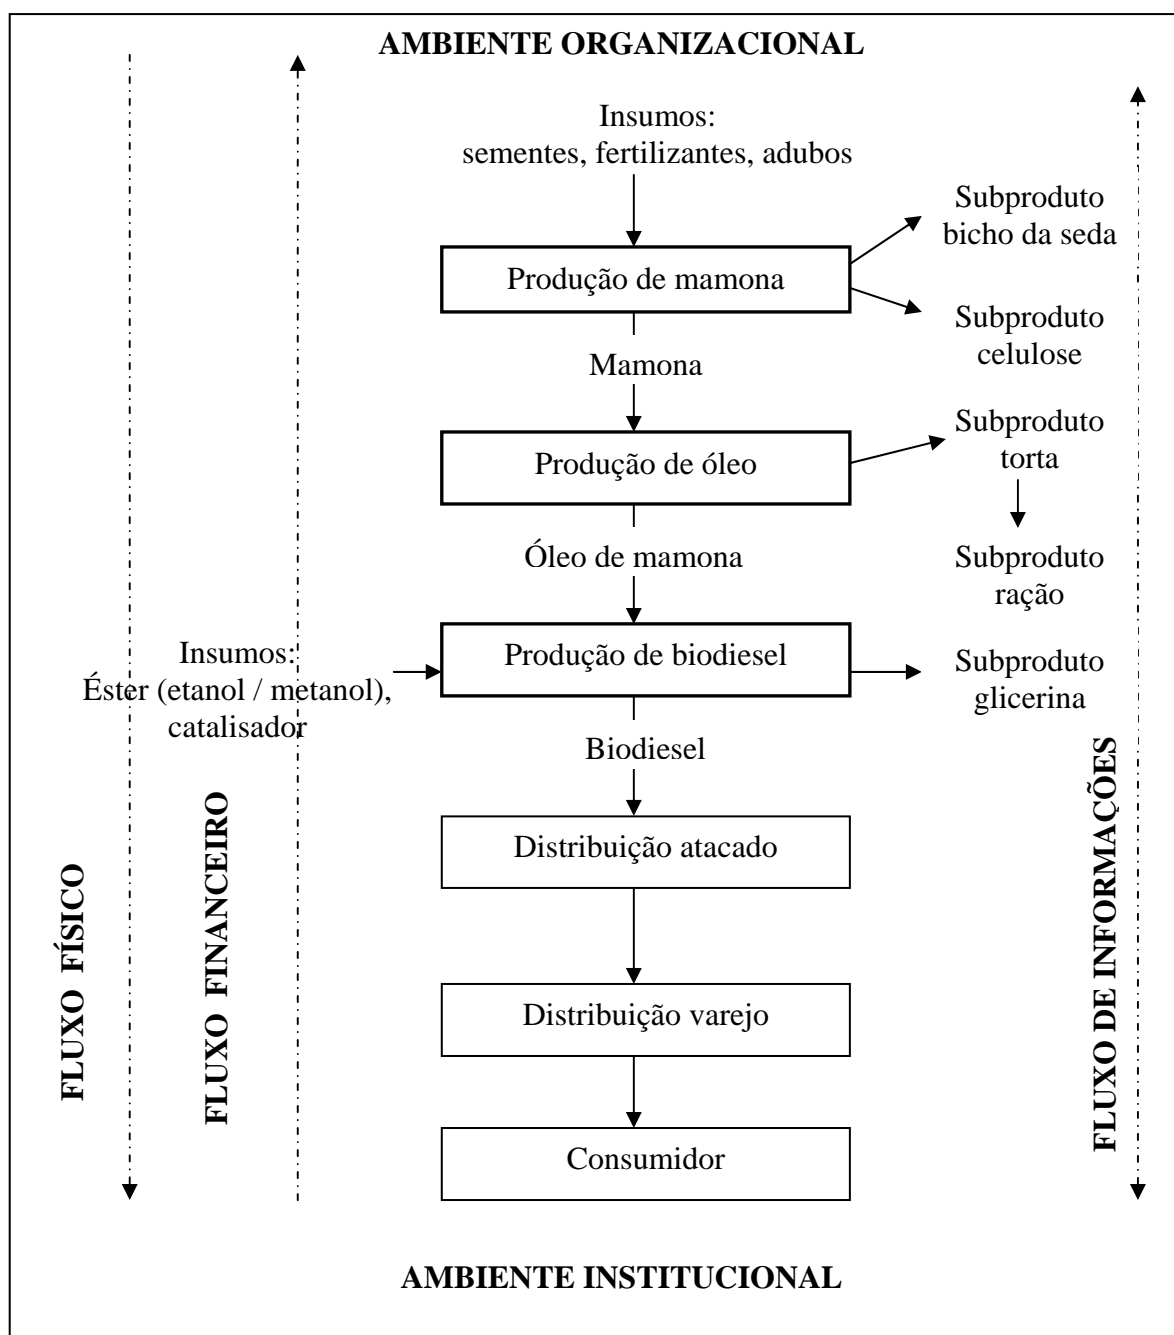 AMBIENTE ORGANIZACIONAL
Insumos:
sementes, fertilizantes, adubos
Subproduto
bicho da seda
Produção de mamona
Subproduto
celulose
Mamona
Subproduto
torta
Produção de óleo
Óleo de mamona
Subproduto
ração
Insumos:
Éster (etanol / metanol),
catalisador
Produção de biodiesel
Subproduto
glicerina
Biodiesel
Distribuição atacado
Distribuição varejo
Consumidor
FLUXO FÍSICO
FLUXO FINANCEIRO
FLUXO DE INFORMAÇÕES
AMBIENTE INSTITUCIONAL